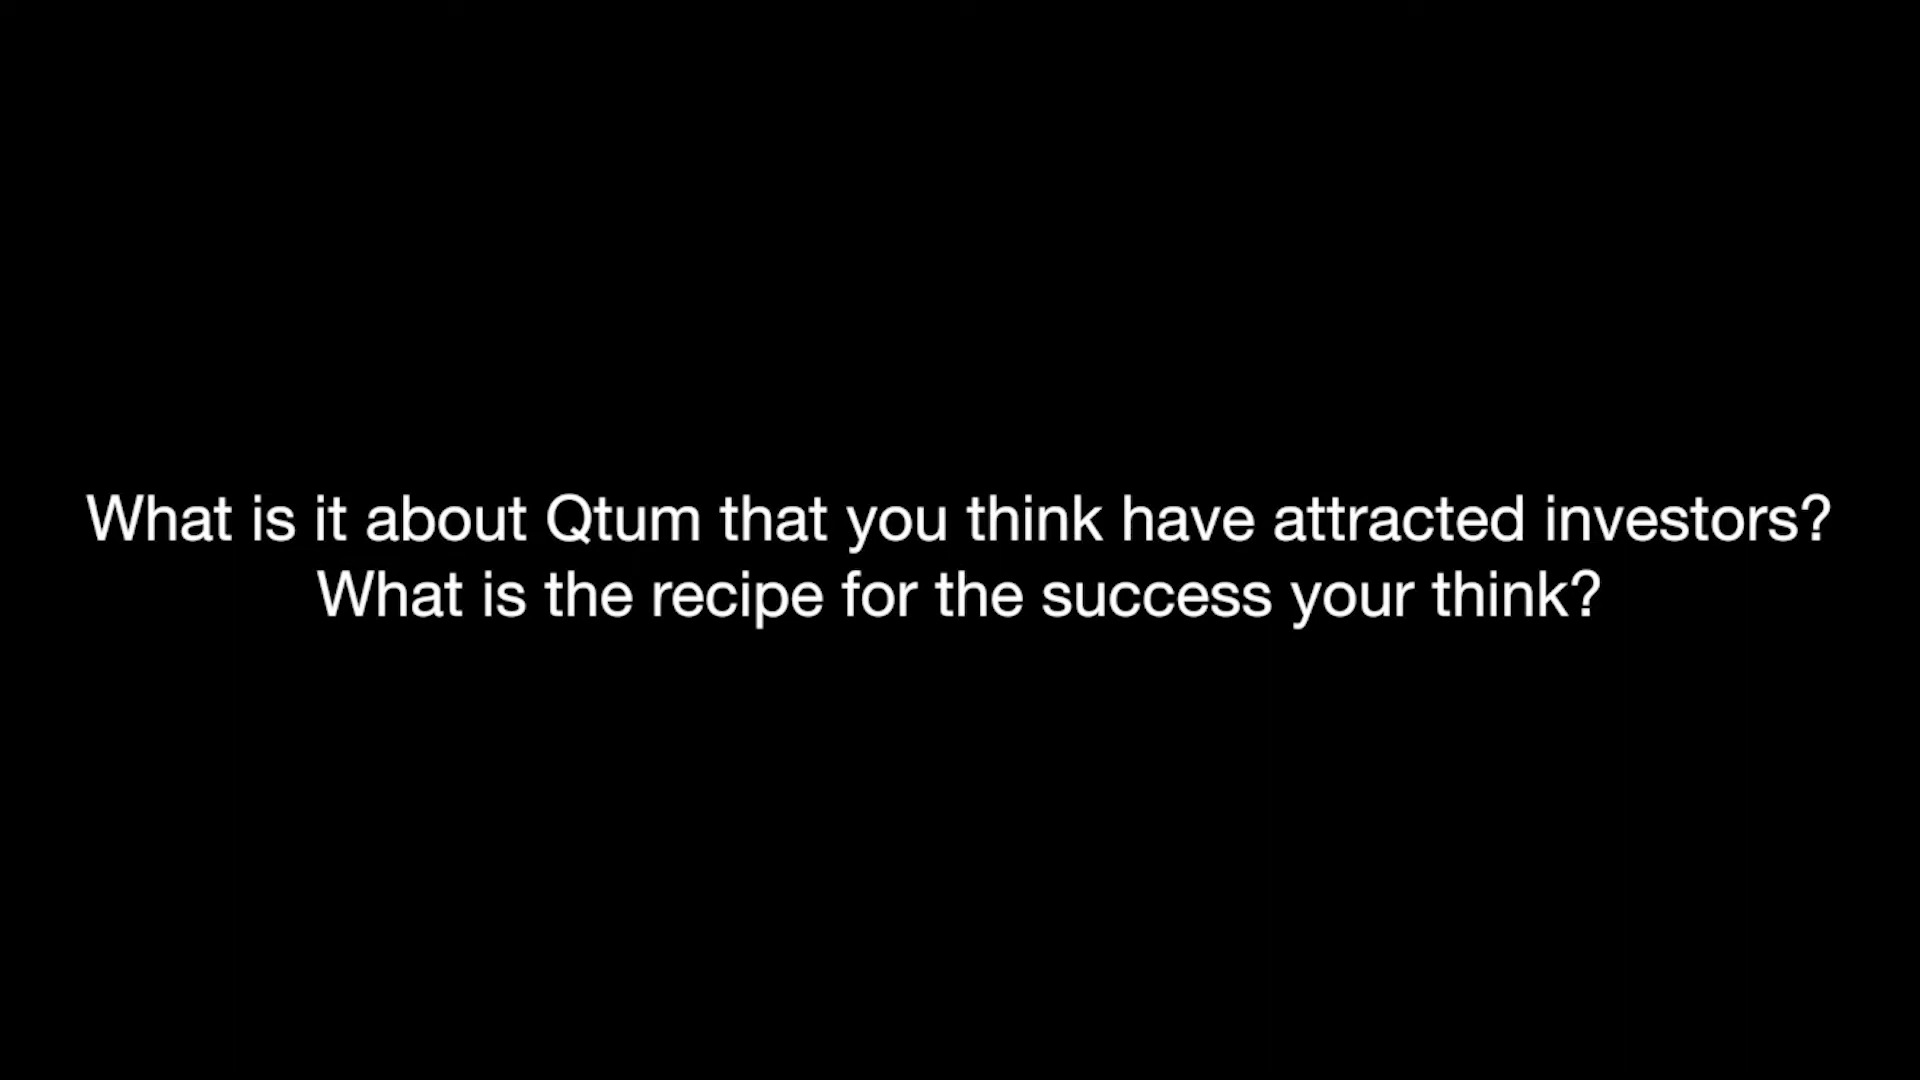 What is it about Qtum that you think have attracted investors?
What is the recipe for the success your think?